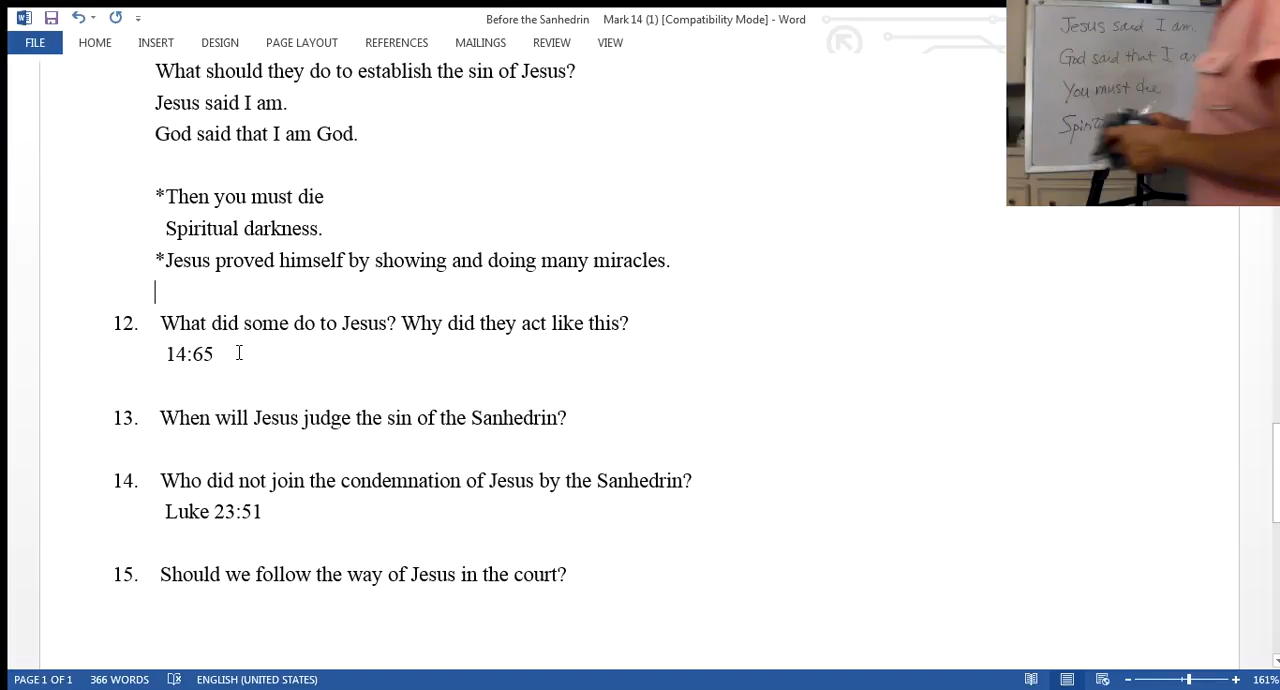 Before the Sanhedrin Mark 14 (1) [Compatibility Mode] - Word
FILE HOME INSERT DESIGN PAGE LAYOUT REFERENCES MAILINGS REVIEW VIEW
What should they do to establish the sin of Jesus?
Jesus said I am.
God said that I am God.
*Then you must die
Spiritual darkness.
*Jesus proved himself by showing and doing many miracles.
12. What did some do to Jesus? Why did they act like this?
14:65
13. When will Jesus judge the sin of the Sanhedrin?
14. Who did not join the condemnation of Jesus by the Sanhedrin?
Luke 23:51
15. Should we follow the way of Jesus in the court?
Jesus said I am.
God said that I am
You must die
PAGE 1 OF 1 366 WORDS ENGLISH (UNITED STATES) 161%